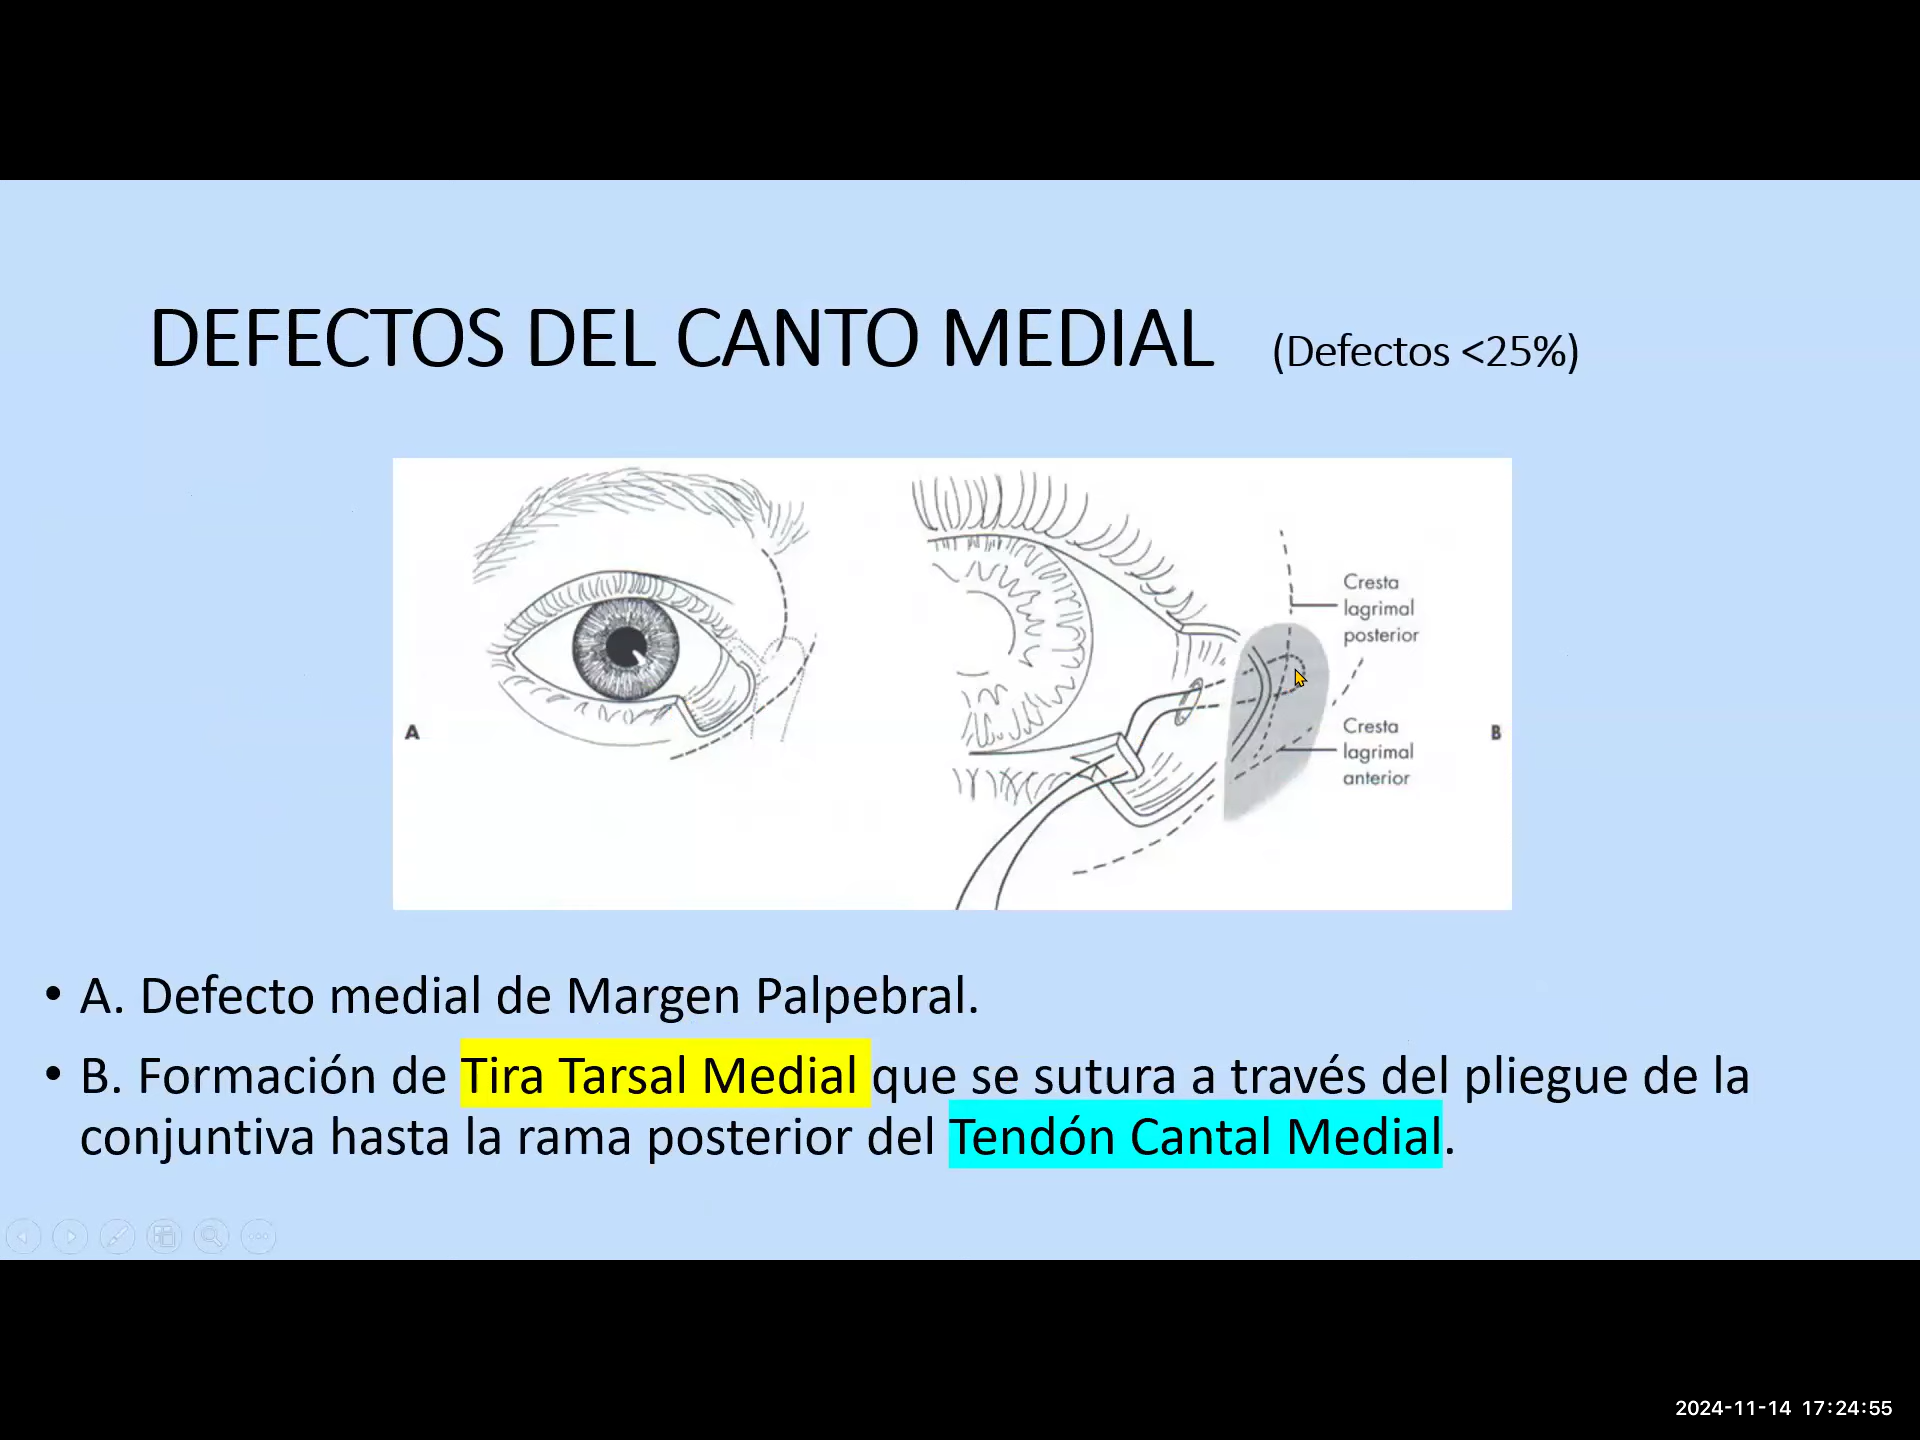 DEFECTOS DEL CANTO MEDIAL (Defectos <25%)
A
Cresta
lagrimal
posterior
Cresta
lagrimal
anterior
B
• A. Defecto medial de Margen Palpebral.
• B. Formación de Tira Tarsal Medial que se sutura a través del pliegue de la
conjuntiva hasta la rama posterior del Tendón Cantal Medial.
2024-11-14 17:24:55